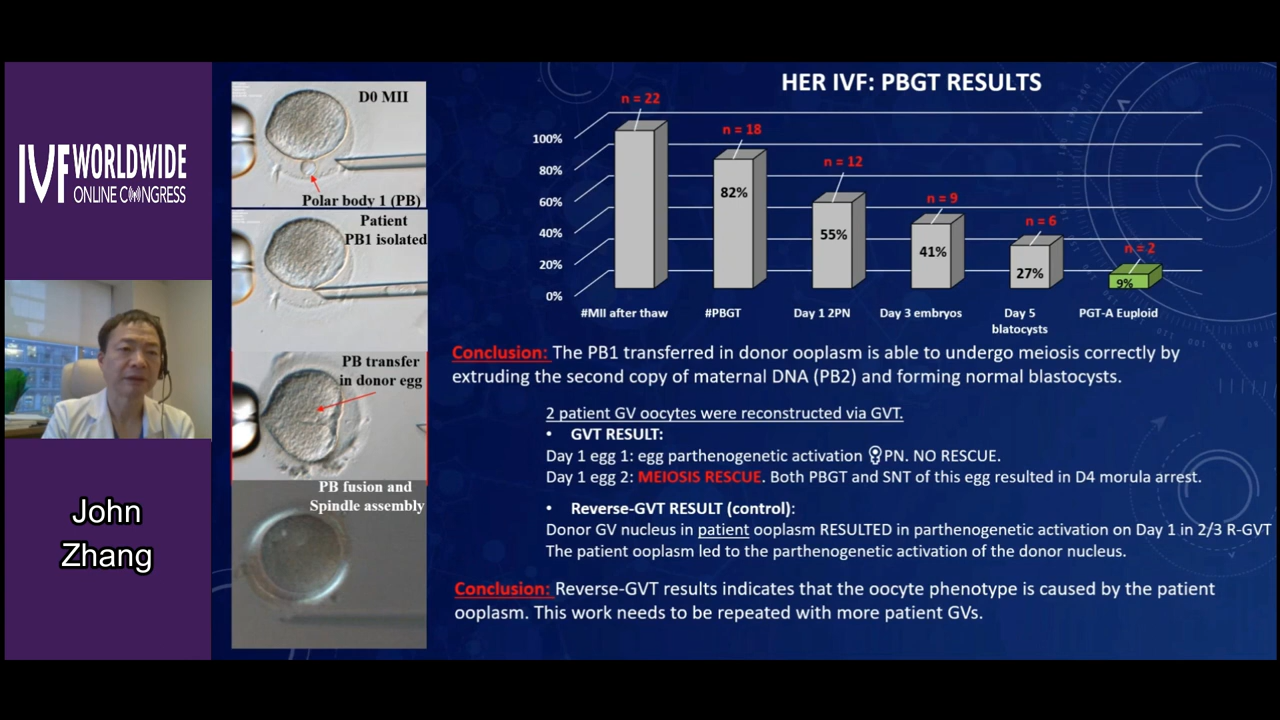 IVF WORLDWIDE
ONLINE CONGRESS
John
Zhang
D0 MII
Polar body 1 (PB)
Patient
PB1 isolated
PB transfer
in donor egg
PB fusion and
Spindle assembly
HER IVF: PBGT RESULTS
n = 22
n = 18
n = 12
n = 9
n = 6
n = 2
100%
80%
60%
40%
20%
0%
82%
55%
41%
27%
9%
#MII after thaw
#PBGT
Day 1 2PN
Day 3 embryos
Day 5
blatocysts
PGT-A Euploid
Conclusion: The PB1 transferred in donor ooplasm is able to undergo meiosis correctly by
extruding the second copy of maternal DNA (PB2) and forming normal blastocysts.
2 patient GV oocytes were reconstructed via GVT.
• GVT RESULT:
Day 1 egg 1: egg parthenogenetic activation PN. NO RESCUE.
Day 1 egg 2: MEIOSIS RESCUE. Both PBGT and SNT of this egg resulted in D4 morula arrest.
• Reverse-GVT RESULT (control):
Donor GV nucleus in patient ooplasm RESULTED in parthenogenetic activation on Day 1 in 2/3 R-GVT
The patient ooplasm led to the parthenogenetic activation of the donor nucleus.
Conclusion: Reverse-GVT results indicates that the oocyte phenotype is caused by the patient
ooplasm. This work needs to be repeated with more patient GVs.